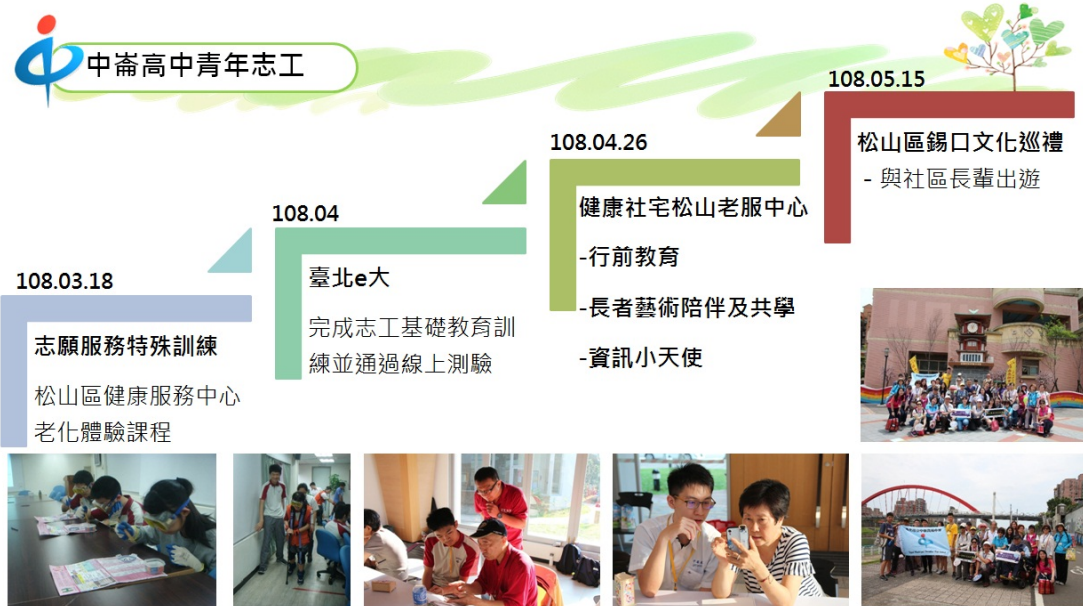 中崙高中青年志工
108.03.18
志願服務特殊訓練
松山區健康服務中心
老化體驗課程
108.04
臺北e大
完成志工基礎教育訓
練並通過線上測驗
108.04.26
健康社宅松山老服中心
-行前教育
-長者藝術陪伴及共學
-資訊小天使
108.05.15
松山區錫口文化巡禮
- 與社區長輩出遊